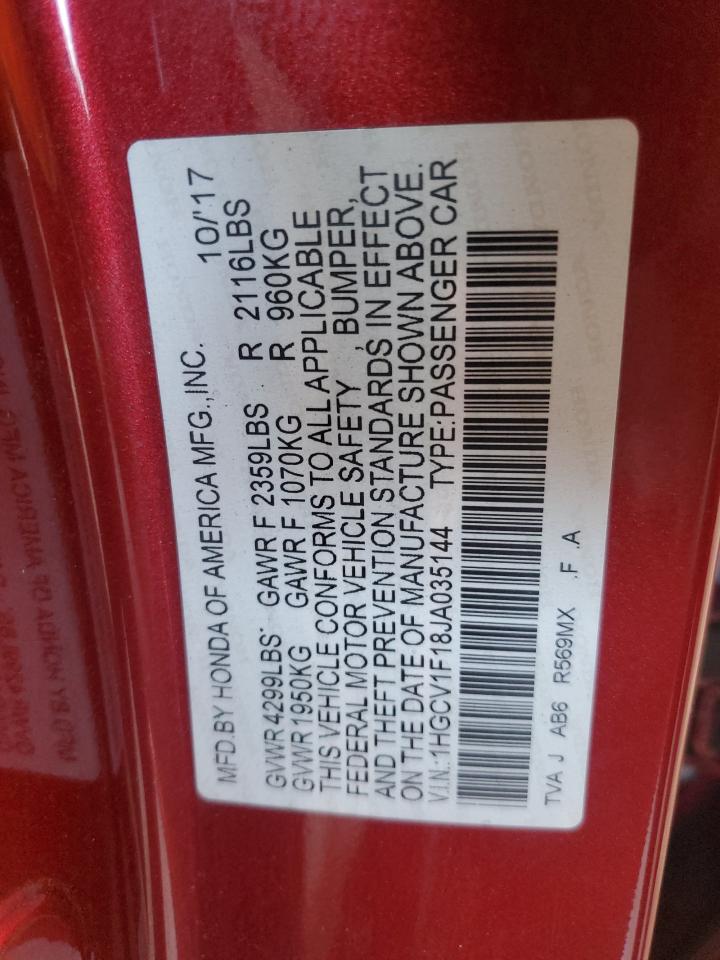 MFD.BY HONDA OF AMERICA MFG.,INC. 10/'17
GVWR 4299LBS GAWR F 2359LBS R 2116LBS
GVWR 1950KG GAWR F 1070KG R 960KG
THIS VEHICLE CONFORMS TO ALL APPLICABLE
FEDERAL MOTOR VEHICLE SAFETY , BUMPER,
AND THEFT PREVENTION STANDARDS IN EFFECT
ON THE DATE OF MANUFACTURE SHOWN ABOVE.
V.I.N.:1HGCV1F18JA035144 TYPE:PASSENGER CAR
TVA J AB6 R569MX .F .A